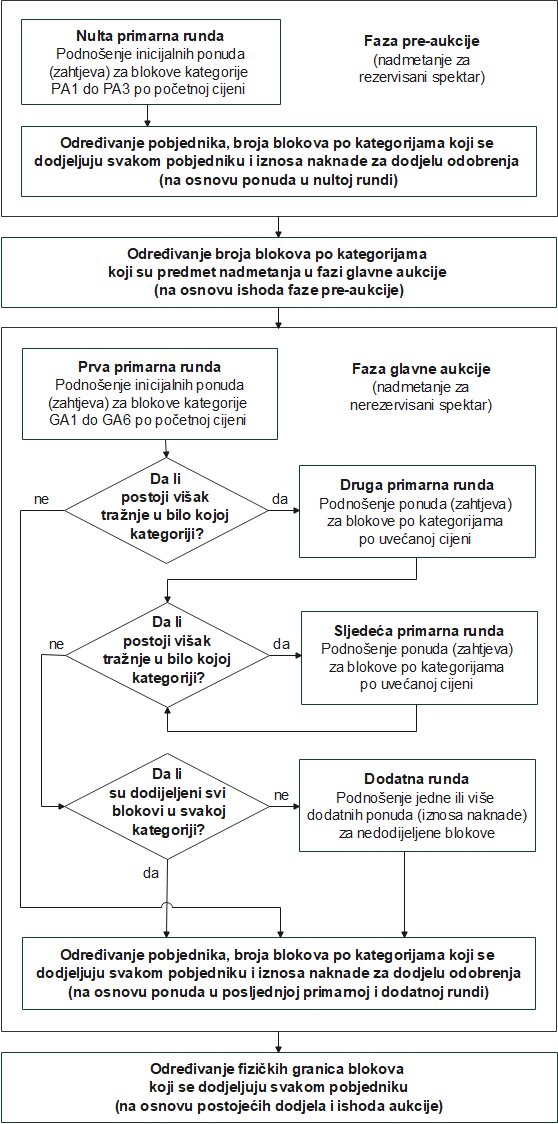 Nulta primarna runda
Podnošenje inicijalnih ponuda
(zahtjeva) za blokove kategorije
PA1 do PA3 po početnoj cijeni
Faza pre-aukcije
(nadmetanje za
rezervisani spektar)
Određivanje pobjednika, broja blokova po kategorijama koji se
dodjeljuju svakom pobjedniku i iznosa naknade za dodjelu odobrenja
(na osnovu ponuda u nultoj rundi)
Određivanje broja blokova po kategorijama
koji su predmet nadmetanja u fazi glavne aukcije
(na osnovu ishoda faze pre-aukcije)
Prva primarna runda
Podnošenje inicijalnih ponuda
(zahtjeva) za blokove kategorije
GA1 do GA6 po početnoj cijeni
Faza glavne aukcije
(nadmetanje za
nerezervisani spektar)
Da li
postoji višak
tražnje u bilo kojoj
kategoriji?
ne
da
Druga primarna runda
Podnošenje ponuda (zahtjeva)
za blokove po kategorijama
po uvećanoj cijeni
Da li
postoji višak
tražnje u bilo kojoj
kategoriji?
ne
da
Sljedeća primarna runda
Podnošenje ponuda (zahtjeva)
za blokove po kategorijama
po uvećanoj cijeni
Da li
su dodijeljeni svi
blokovi u svakoj
kategoriji?
ne
da
Dodatna runda
Podnošenje jedne ili više
dodatnih ponuda (iznosa naknade)
za nedodijeljene blokove
Određivanje pobjednika, broja blokova po kategorijama koji se
dodjeljuju svakom pobjedniku i iznosa naknade za dodjelu odobrenja
(na osnovu ponuda u posljednjoj primarnoj i dodatnoj rundi)
Određivanje fizičkih granica blokova
koji se dodjeljuju svakom pobjedniku
(na osnovu postojećih dodjela i ishoda aukcije)